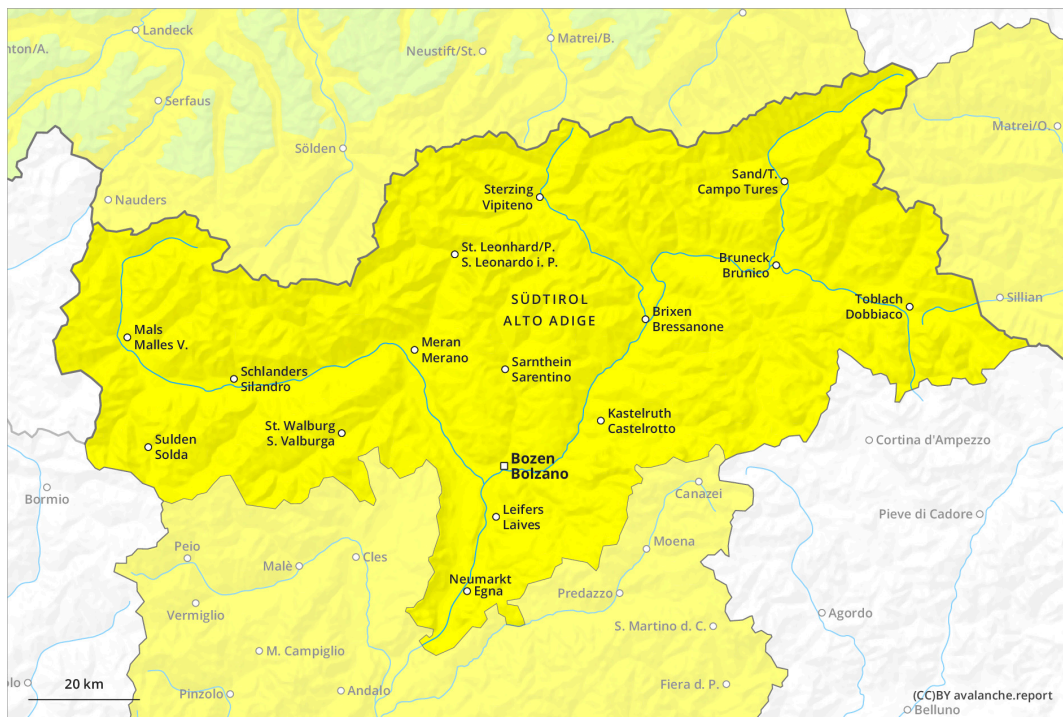 Landeck
nton/A.
Matrei/B.
Neustift/St.
Serfaus
Matrei/O.
Sölden
Sand/T.
Campo Tures
Sterzing
Vipiteno
Nauders
St. Leonhard/P.
S. Leonardo i. P.
Bruneck
Brunico
SÜDTIROL
ALTO ADIGE
Toblach
Dobbiaco
Sillian
Brixen
Bressanone
Mals
Malles V.
Meran
Merano
Sarnthein
Sarentino
Schlanders
Silandro
Kastelruth
Castelrotto
St. Walburg
S. Valburga
Sulden
Solda
Cortina d'Ampezzo
Bozen
Bolzano
Bormio
Canazei
Leifers
Laives
Pieve di Cadore
Peio
Cles
Moena
Malè
Neumarkt
Egna
Predazzo
Vermiglio
Agordo
S. Martino d. C.
M. Campiglio
olo
20 km
Pinzolo
Andalo
Fiera d. P.
(CC)BY avalanche.report
Belluno